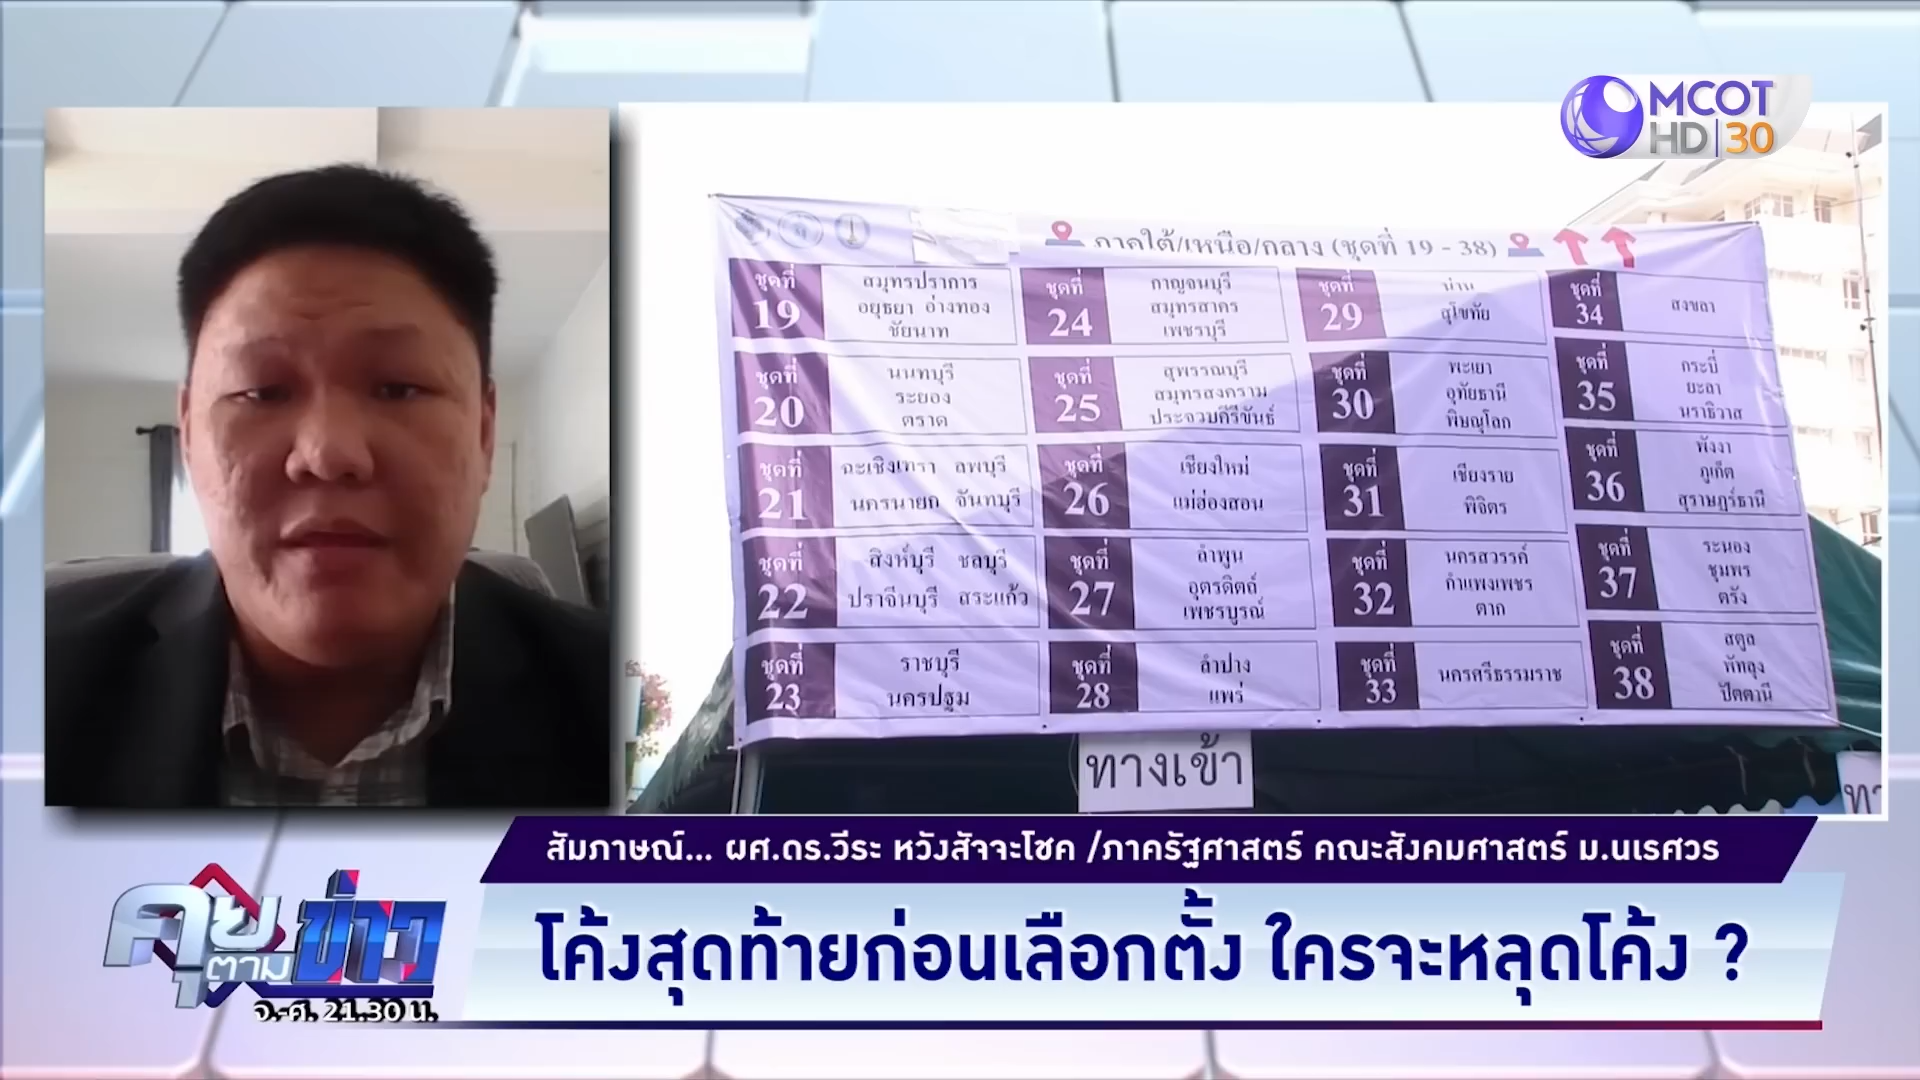 MCOT
HD 30
ภาคใต้/เหนือ/กลาง (ชุดที่ 19 - 38)
ชุดที่ 19
สมุทรปราการ
อยุธยา อ่างทอง
ชัยนาท
ชุดที่ 20
นนทบุรี
ระยอง
ตราด
ชุดที่ 21
ฉะเชิงเทรา ลพบุรี
นครนายก จันทบุรี
ชุดที่ 22
สิงห์บุรี ชลบุรี
ปราจีนบุรี สระแก้ว
ชุดที่ 23
ราชบุรี
นครปฐม
ชุดที่ 24
กาญจนบุรี
สมุทรสาคร
เพชรบุรี
ชุดที่ 25
สุพรรณบุรี
สมุทรสงคราม
ประจวบคีรีขันธ์
ชุดที่ 26
เชียงใหม่
แม่ฮ่องสอน
ชุดที่ 27
ลำพูน
อุตรดิตถ์
เพชรบูรณ์
ชุดที่ 28
ลำปาง
แพร่
ชุดที่ 29
น่าน
สุโขทัย
ชุดที่ 30
พะเยา
อุทัยธานี
พิษณุโลก
ชุดที่ 31
เชียงราย
พิจิตร
ชุดที่ 32
นครสวรรค์
กำแพงเพชร
ตาก
ชุดที่ 33
นครศรีธรรมราช
ชุดที่ 34
สงขลา
ชุดที่ 35
กระบี่
ยะลา
นราธิวาส
ชุดที่ 36
พังงา
ภูเก็ต
สุราษฎร์ธานี
ชุดที่ 37
ระนอง
ชุมพร
ตรัง
ชุดที่ 38
สตูล
พัทลุง
ปัตตานี
ทางเข้า
สัมภาษณ์... ผศ.ดร.วีระ หวังสัจจะโชค /ภาครัฐศาสตร์ คณะสังคมศาสตร์ ม.นเรศวร
โค้งสุดท้ายก่อนเลือกตั้ง ใครจะหลุดโค้ง ?
คุยตามข่าว
จ.-ศ. 21.30 น.